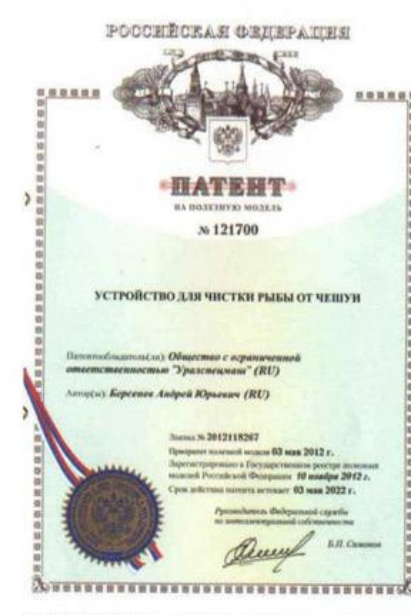 РОССИЙСКАЯ ФЕДЕРАЦИЯ
ПАТЕНТ
НА ПОЛЕЗНУЮ МОДЕЛЬ
№ 121700
УСТРОЙСТВО ДЛЯ ЧИСТКИ РЫБЫ ОТ ЧЕШУИ
Патентообладатель(ли): Общество с ограниченной
ответственностью "Уралспецмаш" (RU)
Автор(ы): Берсенев Андрей Юрьевич (RU)
Заявка № 2012118267
Приоритет полезной модели 03 мая 2012 г.
Зарегистрировано в Государственном реестре полезных
моделей Российской Федерации 10 ноября 2012 г.
Срок действия патента истекает 03 мая 2022 г.
Руководитель Федеральной службы
по интеллектуальной собственности
Б.П. Симонов